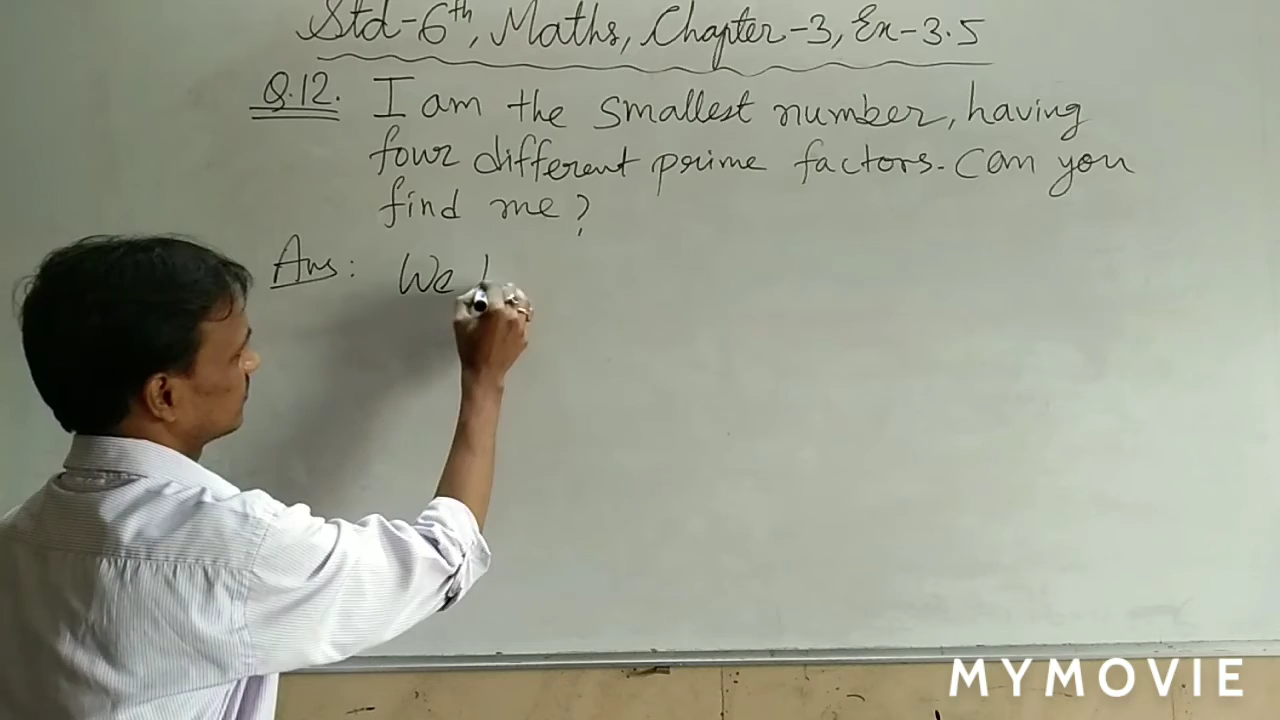 Std-6th, Maths, Chapter-3, Ex-3.5
Q.12. I am the smallest number, having
four different prime factors. Can you
find me?
Ans: We
MYMOVIE